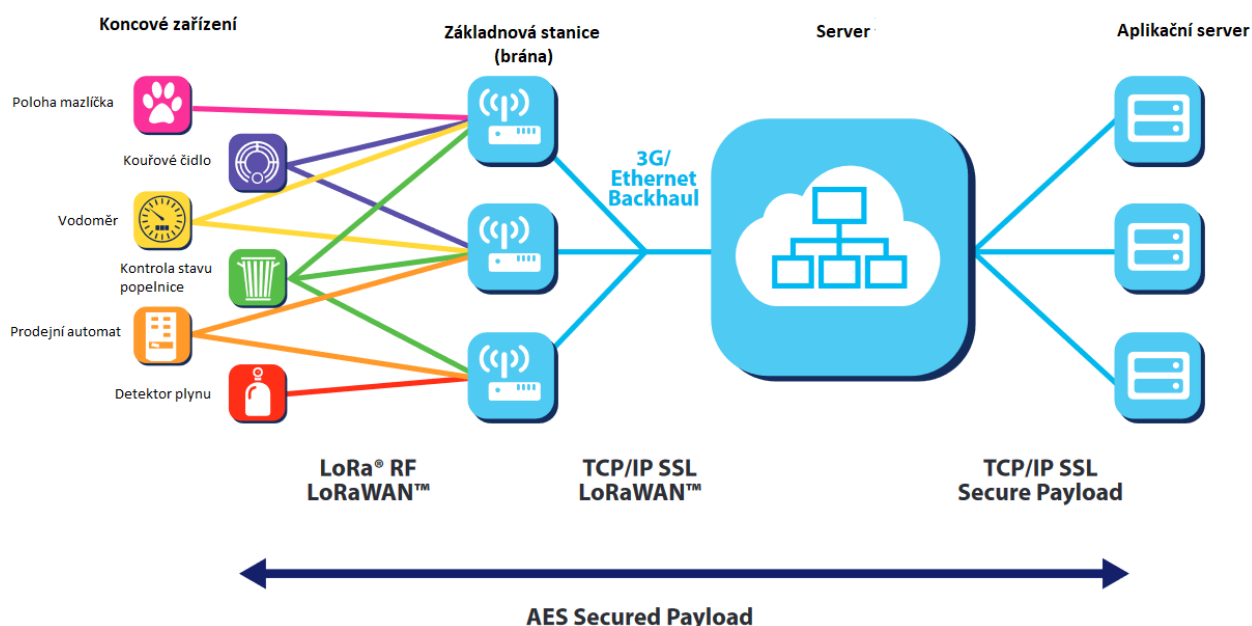 Koncové zařízení
Základnová stanice
(brána)
Server
Aplikační server
Poloha mazlíčka
Kouřové čidlo
Vodoměr
Kontrola stavu
popelnice
Prodejní automat
Detektor plynu
3G/
Ethernet
Backhaul
LoRa® RF
LoRaWAN™
TCP/IP SSL
LoRaWAN™
TCP/IP SSL
Secure Payload
AES Secured Payload